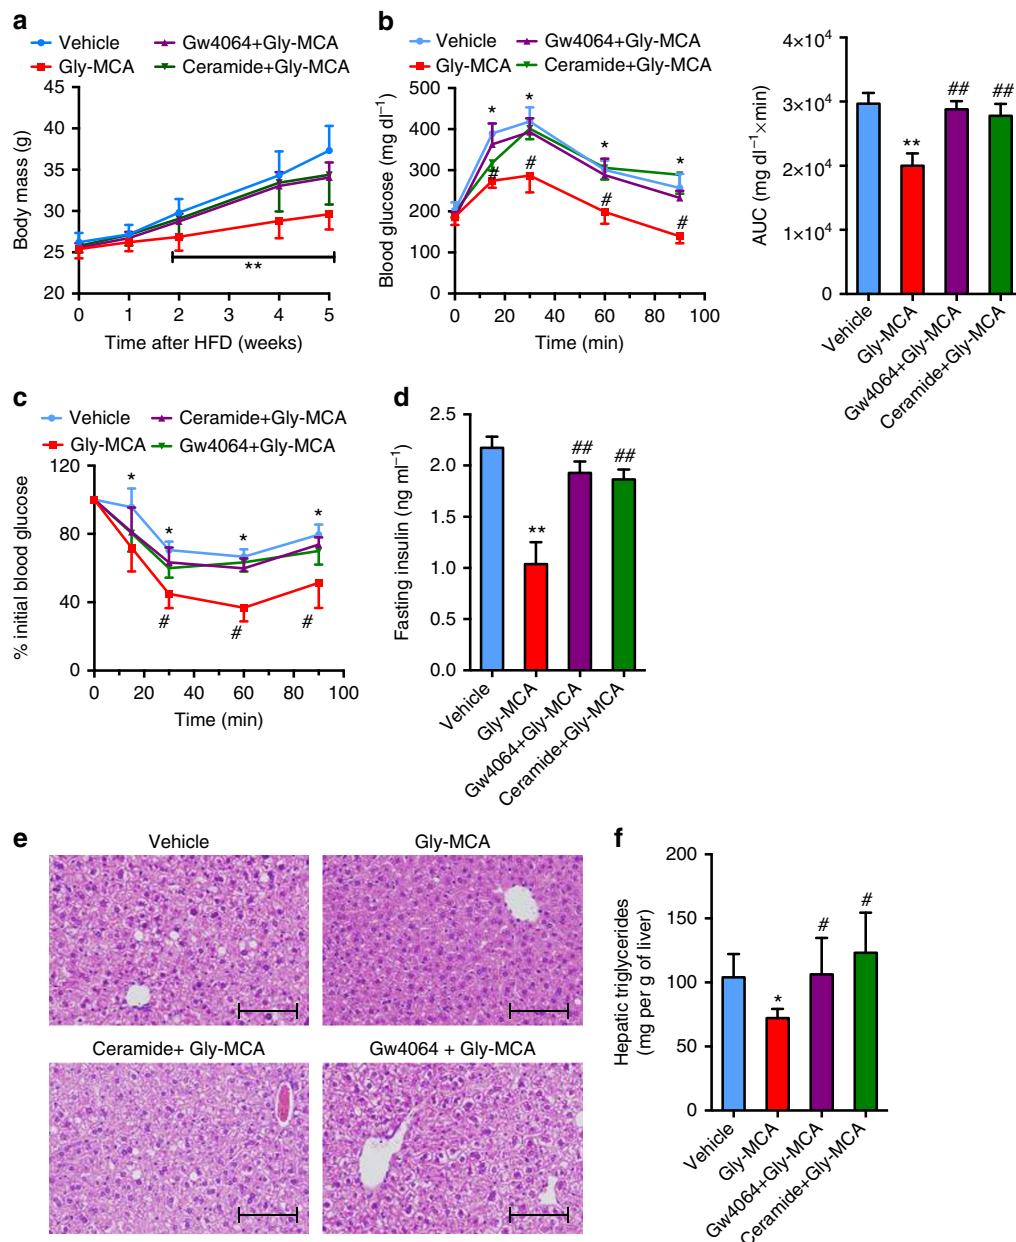 a
Vehicle
Gw4064+Gly-MCA
Gly-MCA
Ceramide+Gly-MCA
45
40
35
30
25
20
Body mass (g)
**
0 1 2 3 4 5
Time after HFD (weeks)
b
Vehicle
Gw4064+Gly-MCA
Gly-MCA
Ceramide+Gly-MCA
500
400
300
200
100
0
Blood glucose (mg dl⁻¹)
* * * *
# # # #
0 20 40 60 80 100
Time (min)
4×10⁴
3×10⁴
2×10⁴
1×10⁴
0
AUC (mg dl⁻¹×min)
** ## ##
Vehicle
Gly-MCA
Gw4064+Gly-MCA
Ceramide+Gly-MCA
c
Vehicle
Ceramide+Gly-MCA
Gly-MCA
Gw4064+Gly-MCA
120
80
40
0
% initial blood glucose
* * * *
# # #
0 20 40 60 80 100
Time (min)
d
2.5
2.0
1.5
1.0
0.5
0.0
Fasting insulin (ng ml⁻¹)
** ## ##
Vehicle
Gly-MCA
Gw4064+Gly-MCA
Ceramide+Gly-MCA
e
Vehicle
Gly-MCA
Ceramide+ Gly-MCA
Gw4064 + Gly-MCA
f
200
150
100
50
0
Hepatic triglycerides
(mg per g of liver)
* # #
Vehicle
Gly-MCA
Gw4064+Gly-MCA
Ceramide+Gly-MCA